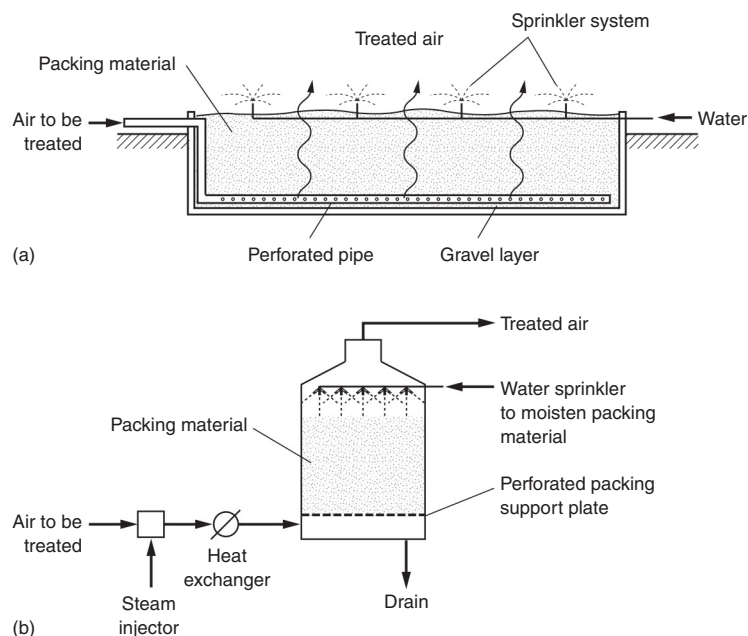 Treated air
Sprinkler system
Packing material
Air to be
treated
Water
Perforated pipe
Gravel layer
(a)
Treated air
Water sprinkler
to moisten packing
material
Packing material
Perforated packing
support plate
Air to be
treated
Heat
exchanger
Steam
injector
Drain
(b)